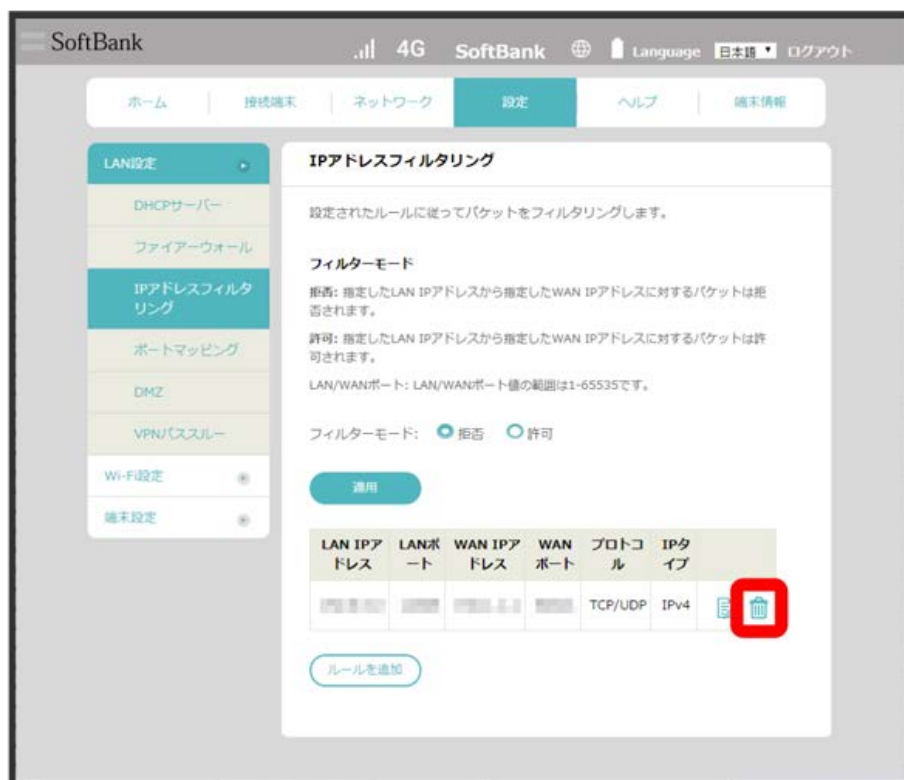 SoftBank
4G SoftBank Language 日本語 ログアウト
ホーム 接続端末 ネットワーク 設定 ヘルプ 端末情報
LAN設定
DHCPサーバー
ファイアーウォール
IPアドレスフィルタ
リング
ポートマッピング
DMZ
VPNパススルー
Wi-Fi設定
端末設定
IPアドレスフィルタリング
設定されたルールに従ってパケットをフィルタリングします。
フィルターモード
拒否: 指定したLAN IPアドレスから指定したWAN IPアドレスに対するパケットは拒
否されます。
許可: 指定したLAN IPアドレスから指定したWAN IPアドレスに対するパケットは許
可されます。
LAN/WANポート: LAN/WANポート値の範囲は1-65535です。
フィルターモード: 拒否 許可
適用
LAN IPア LANポ WAN IPア WAN プロトコ IPタ
ドレス ート ドレス ポート ル イプ
TCP/UDP IPv4
ルールを追加